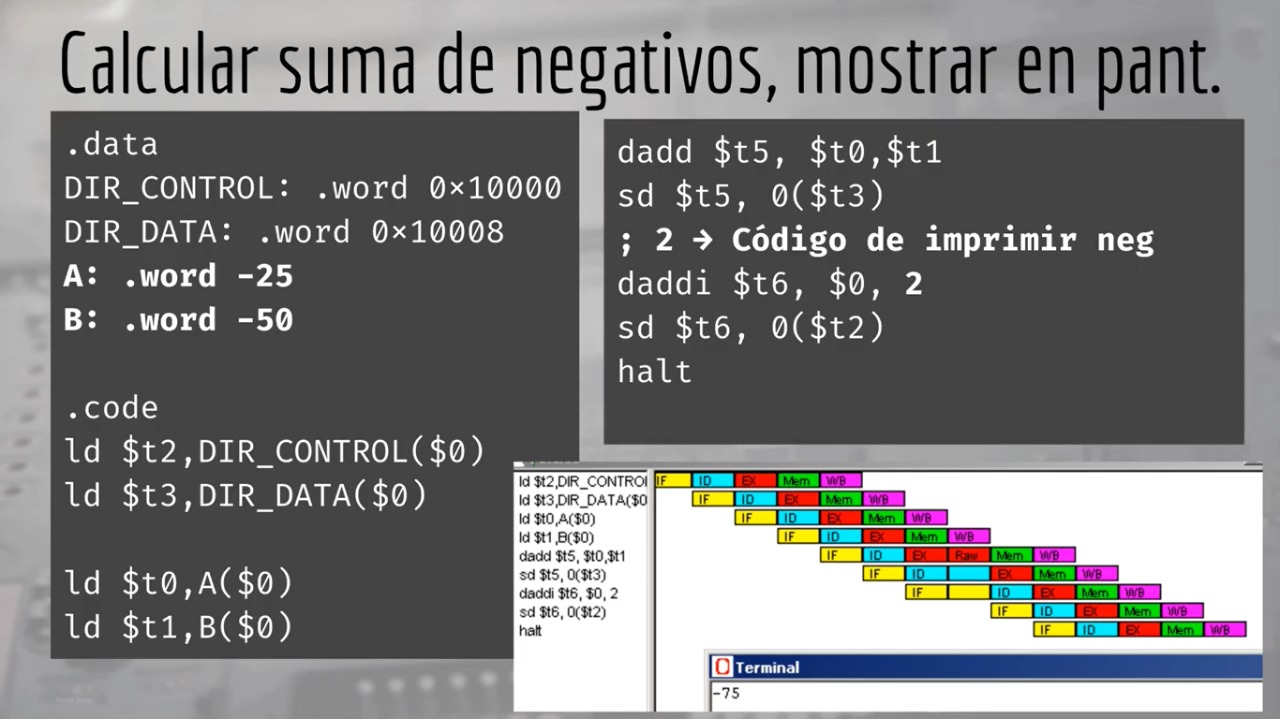 Calcular suma de negativos, mostrar en pant.
.data
DIR_CONTROL: .word 0×10000
DIR_DATA: .word 0×10008
A: .word -25
B: .word -50
.code
ld $t2,DIR_CONTROL($0)
ld $t3,DIR_DATA($0)
ld $t0,A($0)
ld $t1,B($0)
dadd $t5, $t0,$t1
sd $t5, 0($t3)
; 2 → Código de imprimir neg
daddi $t6, $0, 2
sd $t6, 0($t2)
halt
ld $t2,DIR_CONTROL IF ID EX Mem WB
ld $t3,DIR_DATA($0 IF ID EX Mem WB
ld $t0,A($0) IF ID EX Mem WB
ld $t1,B($0) IF ID EX Mem WB
dadd $t5, $t0,$t1 IF ID EX Raw Mem WB
sd $t5, 0($t3) IF ID EX Mem WB
daddi $t6, $0, 2 IF ID EX Mem WB
sd $t6, 0($t2) IF ID EX Mem WB
halt IF ID EX Mem WB
Terminal
-75